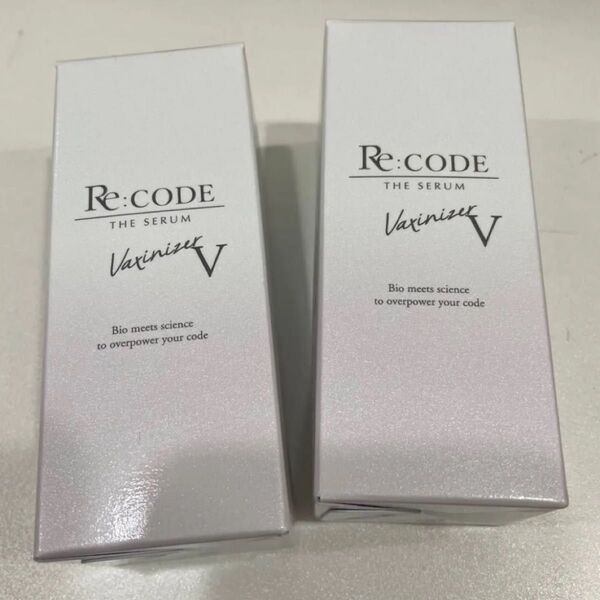 Re:CODE
THE SERUM
Vaxinizer V
Bio meets science
to overpower your code
Re:CODE
THE SERUM
Vaxinizer V
Bio meets science
to overpower your code